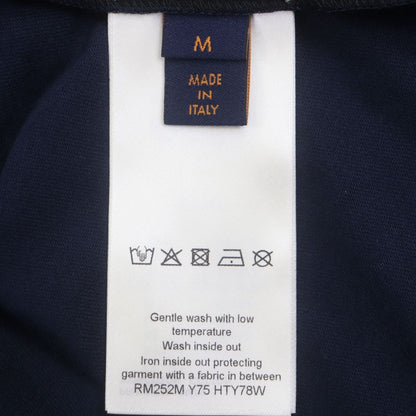 M
MADE
IN
ITALY
Gentle wash with low
temperature
Wash inside out
Iron inside out protecting
garment with a fabric in between
RM252M Y75 HTY78W